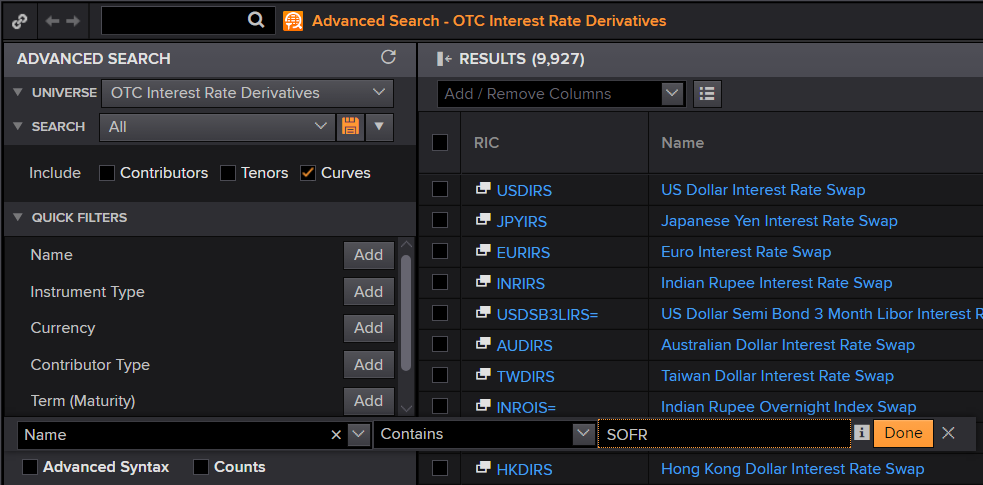 Advanced Search - OTC Interest Rate Derivatives
ADVANCED SEARCH
UNIVERSE OTC Interest Rate Derivatives
SEARCH All
Include Contributors Tenors Curves
QUICK FILTERS
Name Add
Instrument Type Add
Currency Add
Contributor Type Add
Term (Maturity) Add
RESULTS (9,927)
Add / Remove Columns
RIC Name
USDIRS US Dollar Interest Rate Swap
JPYIRS Japanese Yen Interest Rate Swap
EURIRS Euro Interest Rate Swap
INRIRS Indian Rupee Interest Rate Swap
USDSB3LIRS= US Dollar Semi Bond 3 Month Libor Interest R
AUDIRS Australian Dollar Interest Rate Swap
TWDIRS Taiwan Dollar Interest Rate Swap
INROIS= Indian Rupee Overnight Index Swap
Name Contains SOFR Done
Advanced Syntax Counts
HKDIRS Hong Kong Dollar Interest Rate Swap